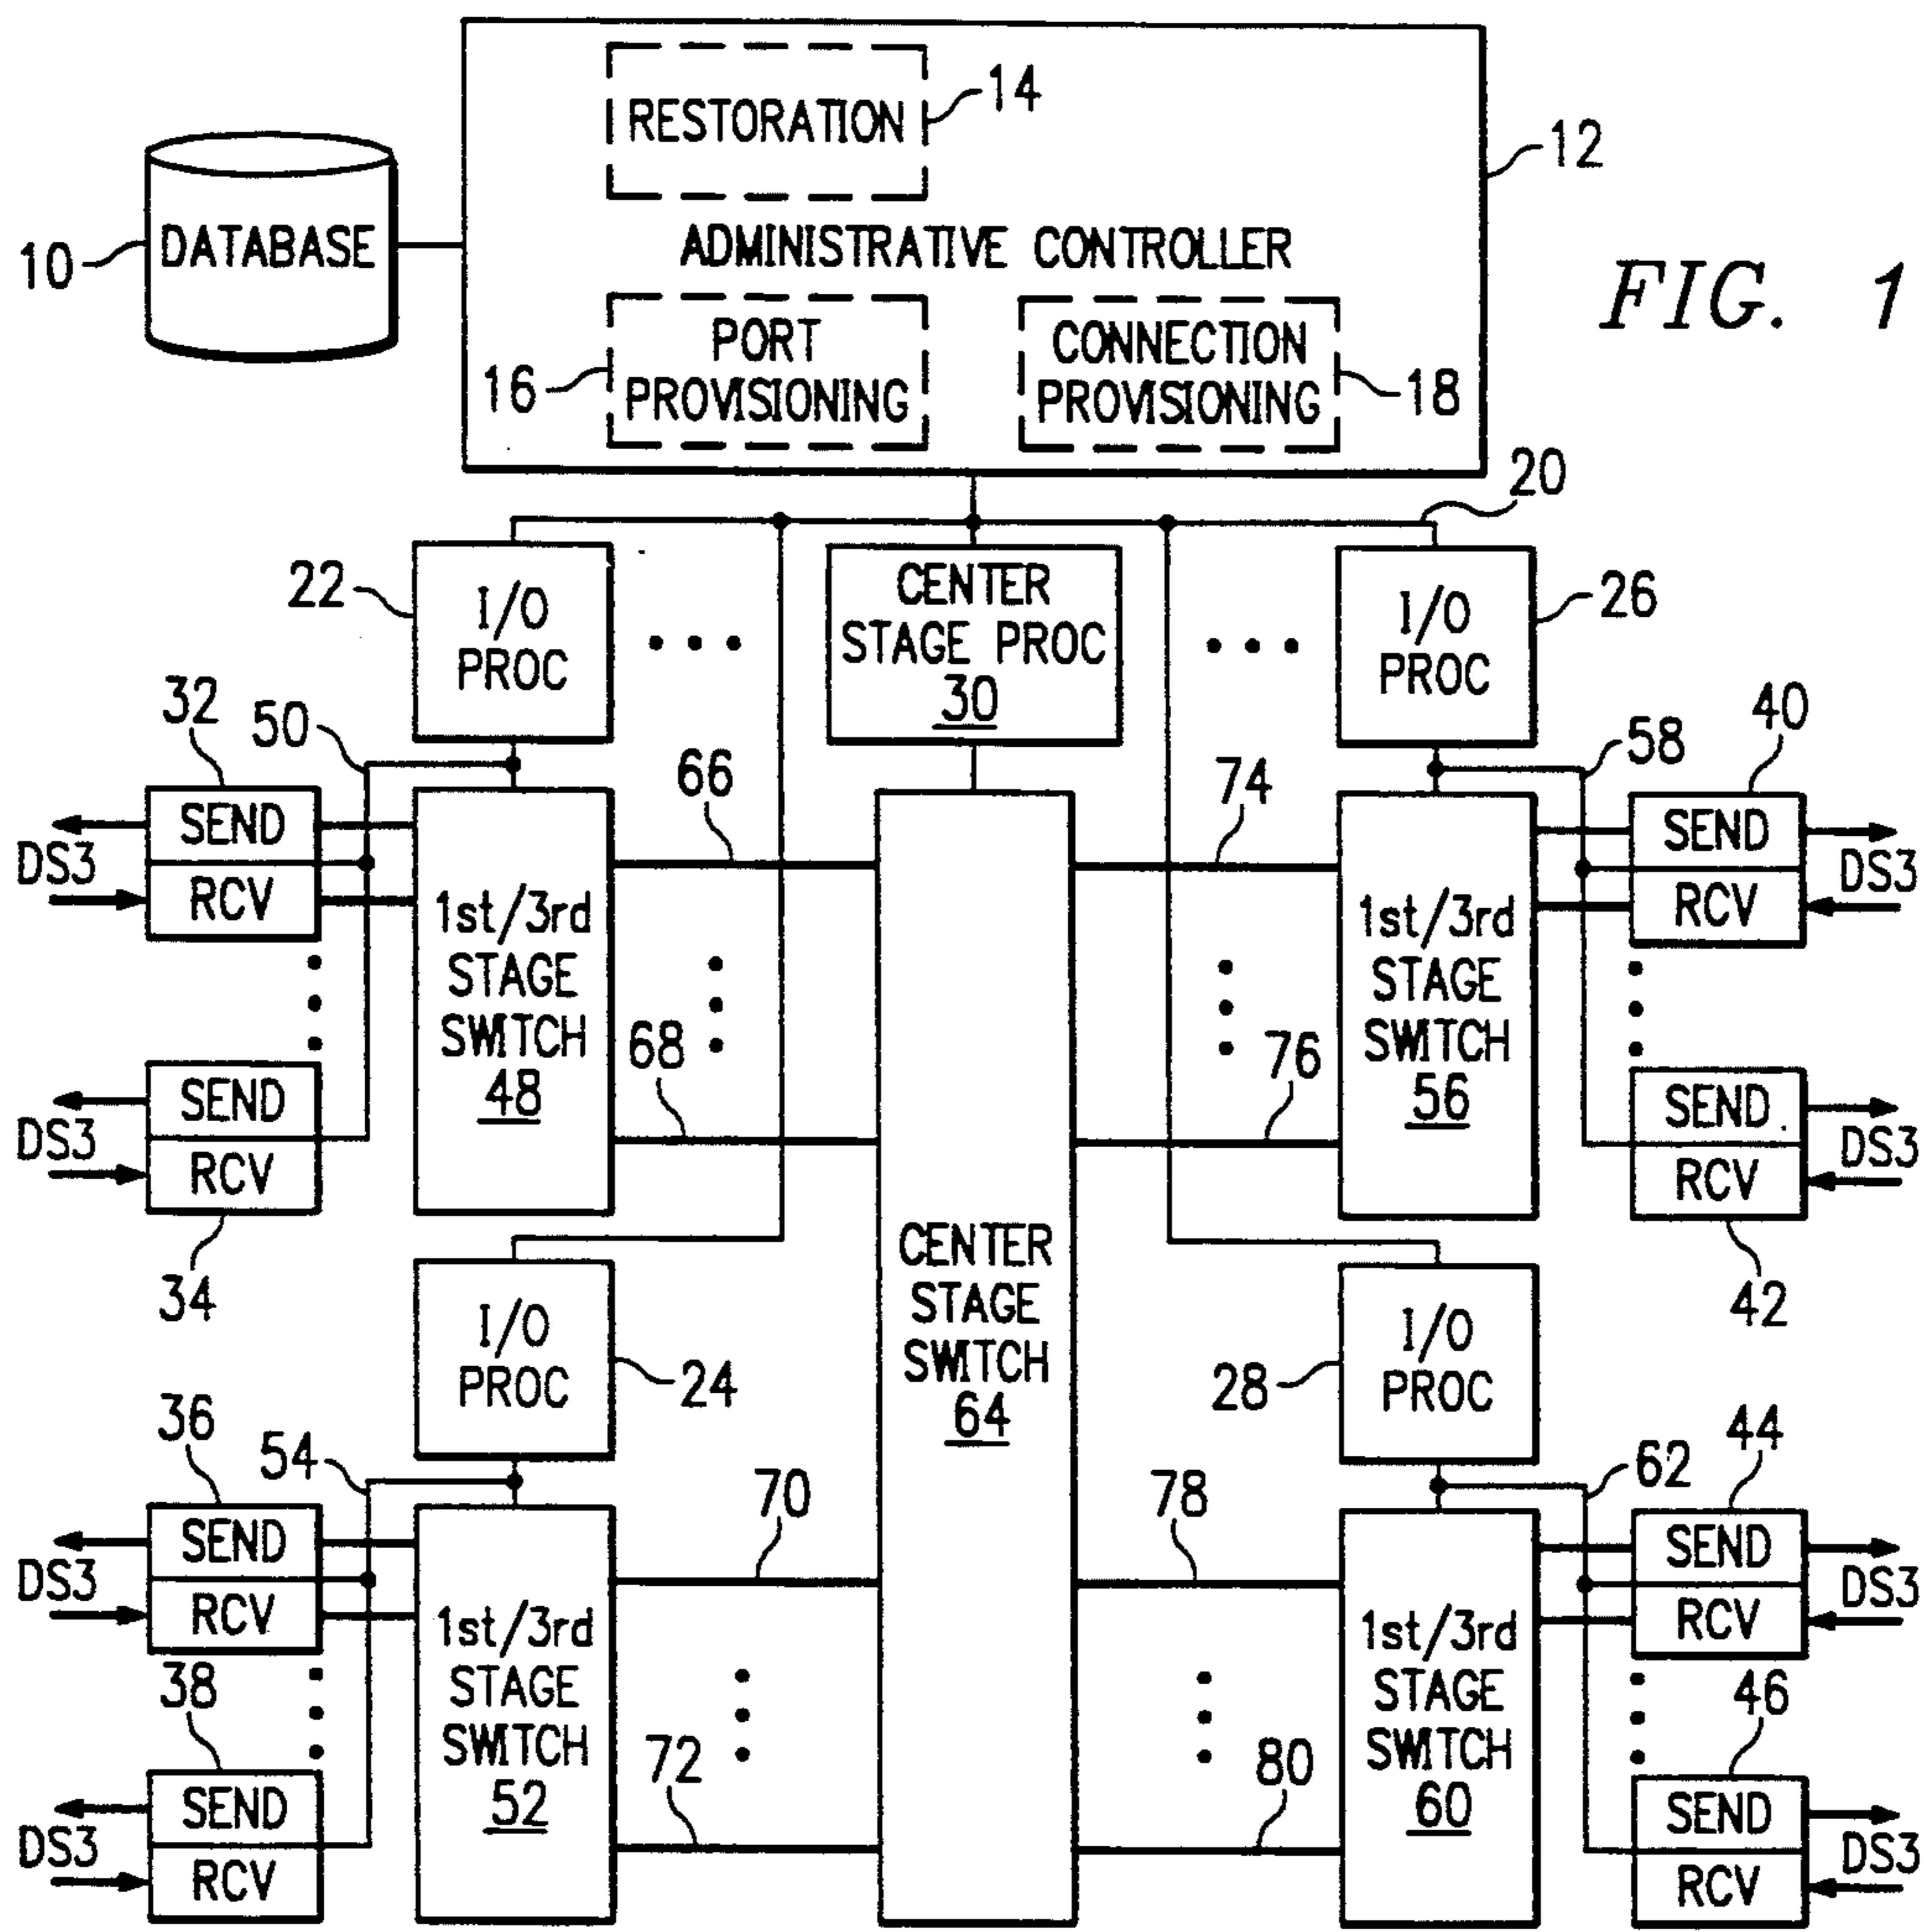 RESTORATION
14
12
DATABASE
10
ADMINISTRATIVE CONTROLLER
FIG. 1
PORT
PROVISIONING
16
CONNECTION
PROVISIONING
18
20
22
I/O
PROC
CENTER
STAGE PROC
30
I/O
PROC
26
32
50
66
74
58
40
SEND
RCV
DS3
1st/3rd
STAGE
SWITCH
48
68
76
1st/3rd
STAGE
SWITCH
56
SEND
RCV
DS3
SEND
RCV
DS3
34
SEND
RCV
DS3
42
CENTER
STAGE
SWITCH
64
I/O
PROC
24
28
I/O
PROC
36
54
70
78
62
44
SEND
RCV
DS3
1st/3rd
STAGE
SWITCH
52
1st/3rd
STAGE
SWITCH
60
SEND
RCV
DS3
38
72
80
46
SEND
RCV
DS3
SEND
RCV
DS3